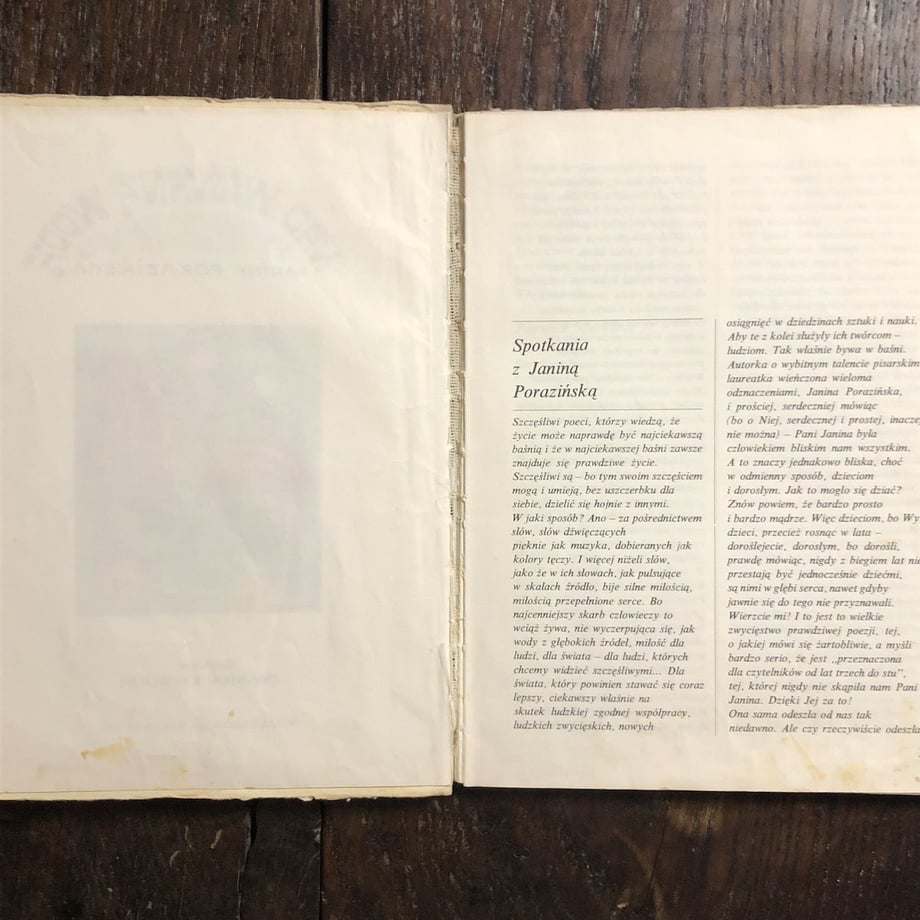 Spotkania
z Janiną
Porazińską
Szczęśliwi poeci, którzy wiedzą, że
życie może naprawdę być najciekawszą
baśnią i że w najciekawszej baśni zawsze
znajduje się prawdziwe życie.
Szczęśliwi są – bo tym swoim szczęściem
mogą i umieją, bez uszczerbku dla
siebie, dzielić się hojnie z innymi.
W jaki sposób? Ano – za pośrednictwem
słów, słów dźwięczących
pięknie jak muzyka, dobieranych jak
kolory tęczy. I więcej niżeli słów,
jako że w ich słowach, jak pulsujące
w skałach źródło, bije silne miłością,
miłością przepełnione serce. Bo
najcenniejszy skarb człowieczy to
wciąż żywa, nie wyczerpująca się, jak
wody z głębokich źródeł, miłość dla
ludzi, dla świata – dla ludzi, których
chcemy widzieć szczęśliwymi... Dla
świata, który powinien stawać się coraz
lepszy, ciekawszy właśnie na
skutek ludzkiej zgodnej współpracy,
ludzkich zwycięskich, nowych
osiągnięć w dziedzinach sztuki i nauki.
Aby te z kolei służyły ich twórcom –
ludziom. Tak właśnie bywa w baśni.
Autorka o wybitnym talencie pisarskim
laureatka wieńczona wieloma
odznaczeniami, Janina Porazińska,
i prościej, serdeczniej mówiąc
(bo o Niej, serdecznej i prostej, inaczej
nie można) – Pani Janina była
człowiekiem bliskim nam wszystkim.
A to znaczy jednakowo bliska, choć
w odmienny sposób, dzieciom
i dorosłym. Jak to mogło się dziać?
Znów powiem, że bardzo prosto
i bardzo mądrze. Więc dzieciom, bo Wy
dzieci, przecież rosnąc w lata –
doroślejecie, dorosłym, bo dorośli,
prawdę mówiąc, nigdy z biegiem lat nie
przestają być jednocześnie dziećmi,
są nimi w głębi serca, nawet gdyby
jawnie się do tego nie przyznawali.
Wierzcie mi! I to jest to wielkie
zwycięstwo prawdziwej poezji, tej,
o jakiej mówi się żartobliwie, a myśli
bardzo serio, że jest „przeznaczona
dla czytelników od lat trzech do stu”,
tej, której nigdy nie skąpiła nam Pani
Janina. Dzięki Jej za to!
Ona sama odeszła od nas tak
niedawno. Ale czy rzeczywiście odeszła